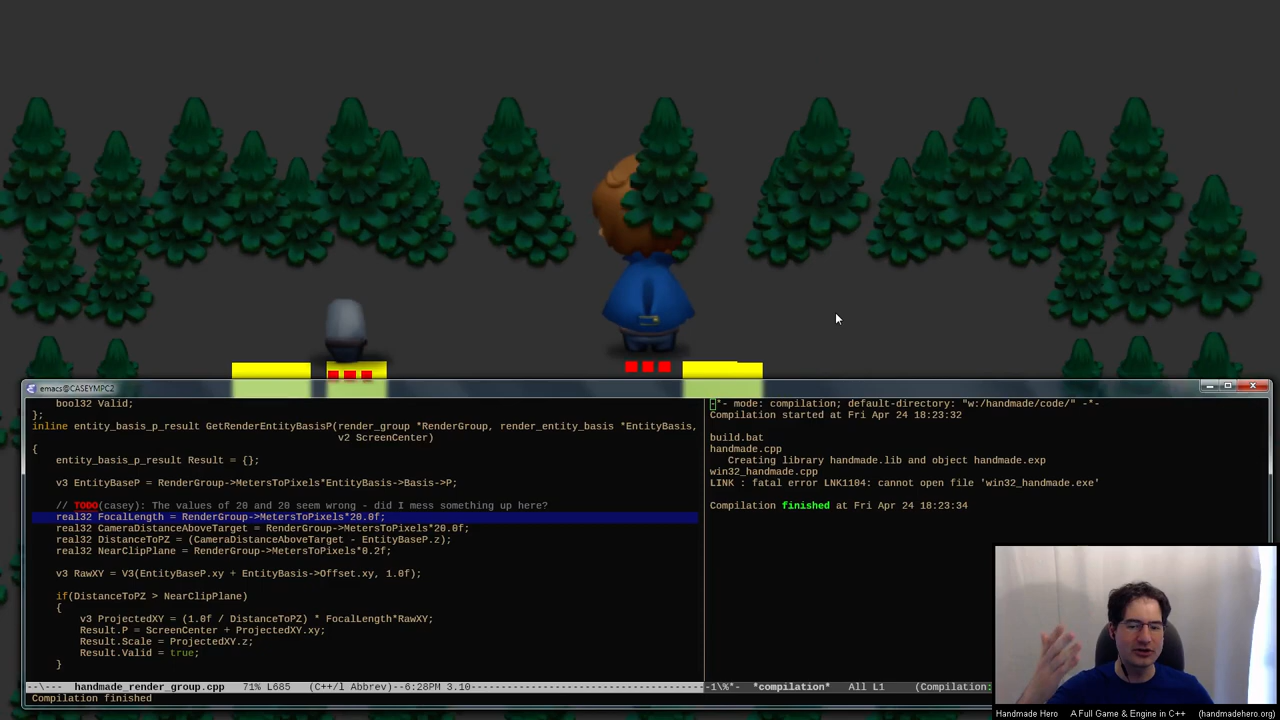 emacs@CASEYMPC2
bool32 Valid;
};
inline entity_basis_p_result GetRenderEntityBasisP(render_group *RenderGroup, render_entity_basis *EntityBasis,
v2 ScreenCenter)
{
entity_basis_p_result Result = {};
v3 EntityBaseP = RenderGroup->MetersToPixels*EntityBasis->Basis->P;
// TODO(casey): The values of 20 and 20 seem wrong - did I mess something up here?
real32 FocalLength = RenderGroup->MetersToPixels*20.0f;
real32 CameraDistanceAboveTarget = RenderGroup->MetersToPixels*20.0f;
real32 DistanceToPZ = (CameraDistanceAboveTarget - EntityBaseP.z);
real32 NearClipPlane = RenderGroup->MetersToPixels*0.2f;
v3 RawXY = V3(EntityBaseP.xy + EntityBasis->Offset.xy, 1.0f);
if(DistanceToPZ > NearClipPlane)
{
v3 ProjectedXY = (1.0f / DistanceToPZ) * FocalLength*RawXY;
Result.P = ScreenCenter + ProjectedXY.xy;
Result.Scale = ProjectedXY.z;
Result.Valid = true;
}
--\--- handmade_render_group.cpp 71% L685 (C++/l Abbrev)--6:28PM 3.10
Compilation finished
-*- mode: compilation; default-directory: "w:/handmade/code/" -*-
Compilation started at Fri Apr 24 18:23:32
build.bat
handmade.cpp
Creating library handmade.lib and object handmade.exp
win32_handmade.cpp
LINK : fatal error LNK1104: cannot open file 'win32_handmade.exe'
Compilation finished at Fri Apr 24 18:23:34
-1\%*- *compilation* All L1 (Compilation:
Handmade Hero A Full Game & Engine in C++ (handmadehero.org)